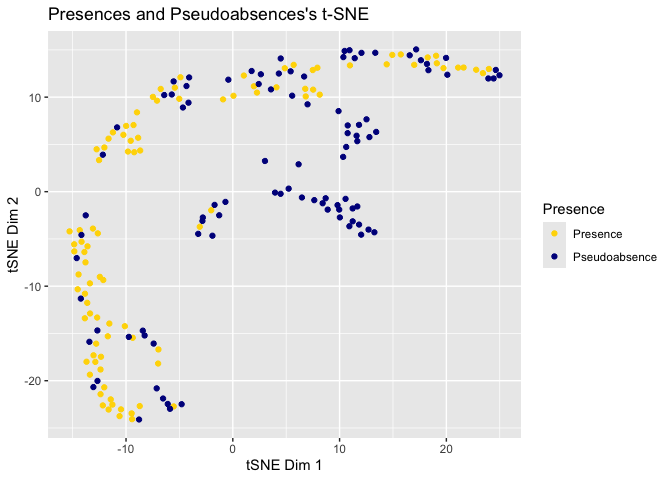 Presences and Pseudoabsences's t-SNE
tSNE Dim 2
10
0
-10
-20
-10
0
10
20
tSNE Dim 1
Presence
Presence
Pseudoabsence